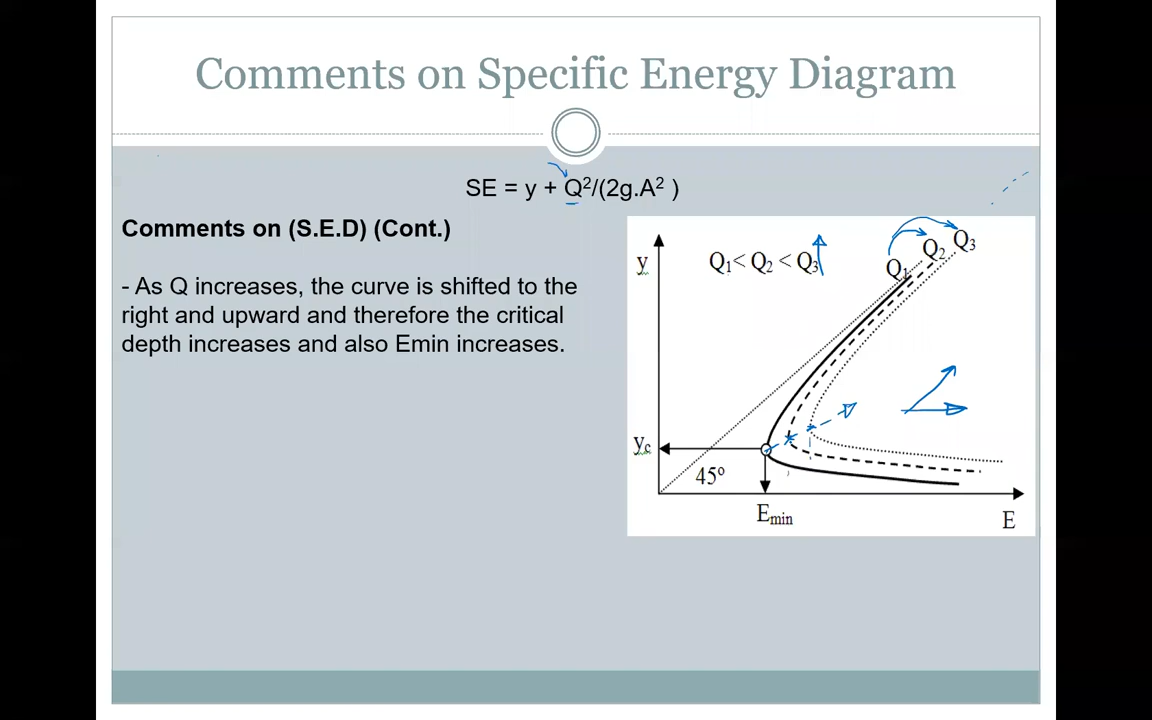 Comments on Specific Energy Diagram
SE = y + Q²/(2g.A² )
Comments on (S.E.D) (Cont.)
- As Q increases, the curve is shifted to the
right and upward and therefore the critical
depth increases and also Emin increases.
y
Q₁< Q₂ < Q₃
Q₁
Q₂
Q₃
yc
45º
Emin
E